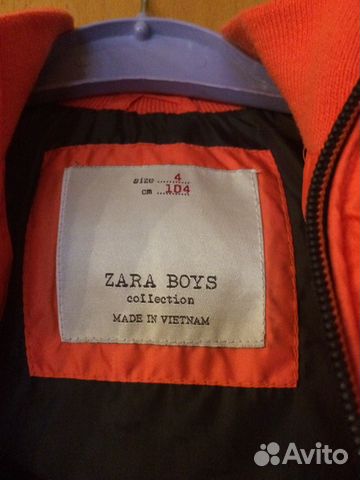 size ....4....
cm ....104
ZARA BOYS
collection
MADE IN VIETNAM
Avito